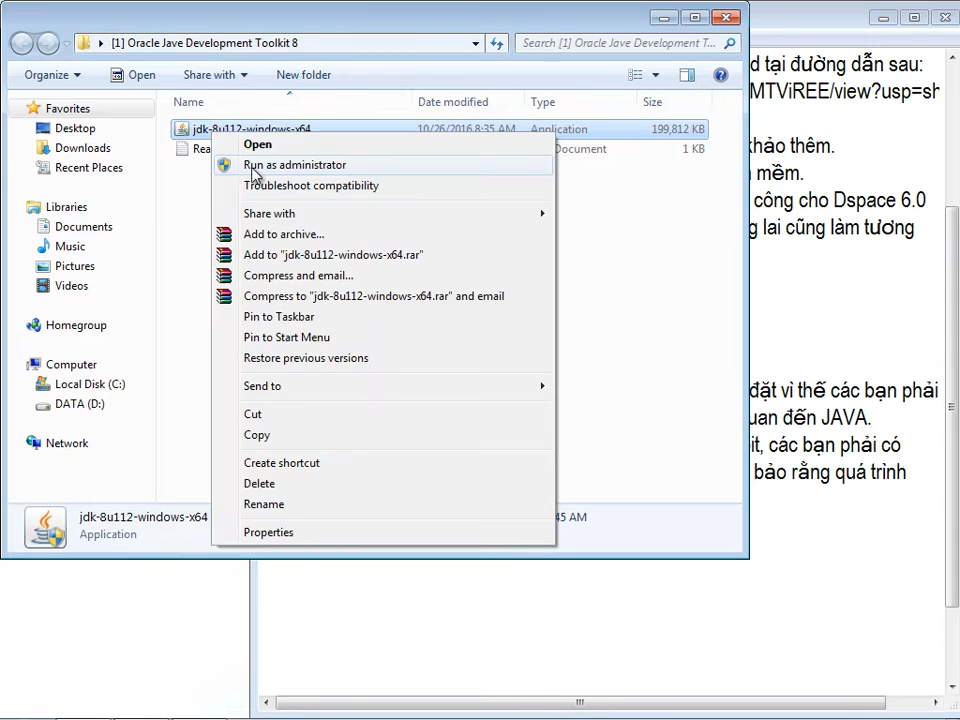 [1] Oracle Jave Development Toolkit 8
Search [1] Oracle Jave Development T...
Organize
Open
Share with
New folder
Name
Date modified
Type
Size
Favorites
Desktop
Downloads
Recent Places
Libraries
Documents
Music
Pictures
Videos
Homegroup
Computer
Local Disk (C:)
DATA (D:)
Network
jdk-8u112-windows-x64
10/26/2016 8:35 AM
Application
199,812 KB
Rea
Document
1 KB
Open
Run as administrator
Troubleshoot compatibility
Share with
Add to archive...
Add to "jdk-8u112-windows-x64.rar"
Compress and email...
Compress to "jdk-8u112-windows-x64.rar" and email
Pin to Taskbar
Pin to Start Menu
Restore previous versions
Send to
Cut
Copy
Create shortcut
Delete
Rename
Properties
jdk-8u112-windows-x64
45 AM
Application
d tại đường dẫn sau:
MTViREE/view?usp=sh
khảo thêm.
mềm.
công cho Dspace 6.0
g lai cũng làm tương
đặt vì thế các bạn phải
uan đến JAVA.
it, các bạn phải có
bảo rằng quá trình